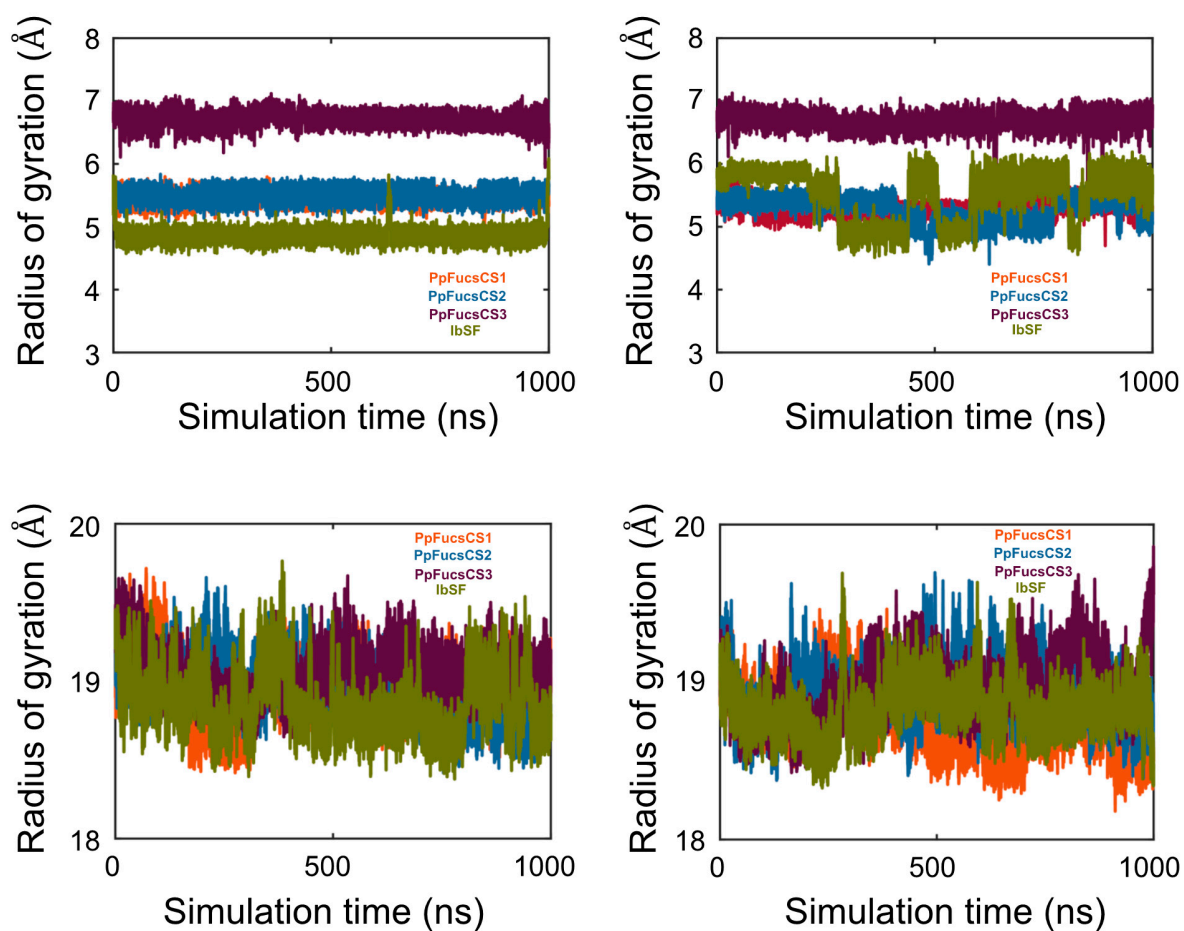 Radius of gyration (Å)
8
7
6
5
4
3
PpFucsCS1
PpFucsCS2
PpFucsCS3
IbSF
0
500
1000
Simulation time (ns)
Radius of gyration (Å)
8
7
6
5
4
3
PpFucsCS1
PpFucsCS2
PpFucsCS3
IbSF
0
500
1000
Simulation time (ns)
Radius of gyration (Å)
20
19
18
PpFucsCS1
PpFucsCS2
PpFucsCS3
IbSF
0
500
1000
Simulation time (ns)
Radius of gyration (Å)
20
19
18
PpFucsCS1
PpFucsCS2
PpFucsCS3
IbSF
0
500
1000
Simulation time (ns)